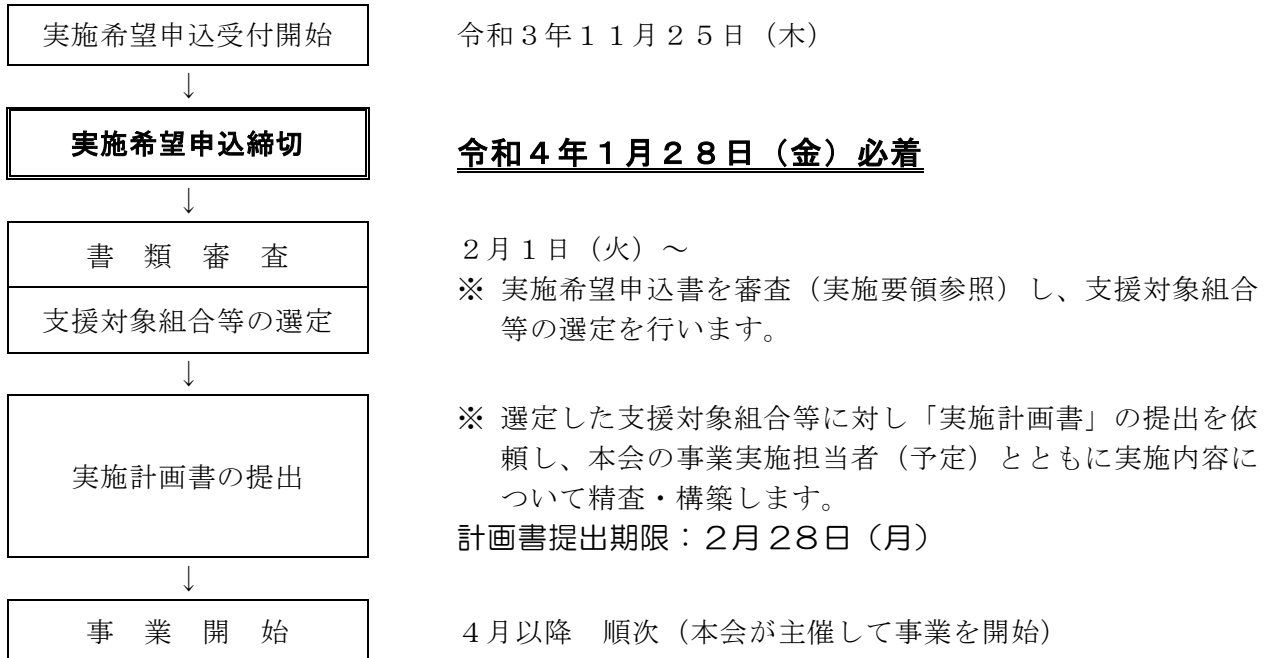 実施希望申込受付開始　令和３年１１月２５日（木）
↓
実施希望申込締切　令和４年１月２８日（金）必着
↓
書　類　審　査　２月１日（火）～
※ 実施希望申込書を審査（実施要領参照）し、支援対象組合
支援対象組合等の選定　等の選定を行います。
↓
※ 選定した支援対象組合等に対し「実施計画書」の提出を依
頼し、本会の事業実施担当者（予定）とともに実施内容に
実施計画書の提出　ついて精査・構築します。
計画書提出期限：２月２８日（月）
↓
事　業　開　始　４月以降　順次（本会が主催して事業を開始）